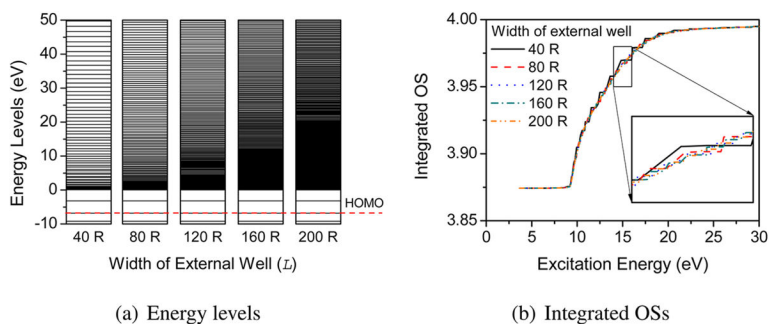 50
40
30
20
10
0
-10
Energy Levels (eV)
HOMO
40 R 80 R 120 R 160 R 200 R
Width of External Well (L)
(a) Energy levels
4.00
3.95
3.90
3.85
Integrated OS
Width of external well
40 R
80 R
120 R
160 R
200 R
0 5 10 15 20 25 30
Excitation Energy (eV)
(b) Integrated OSs